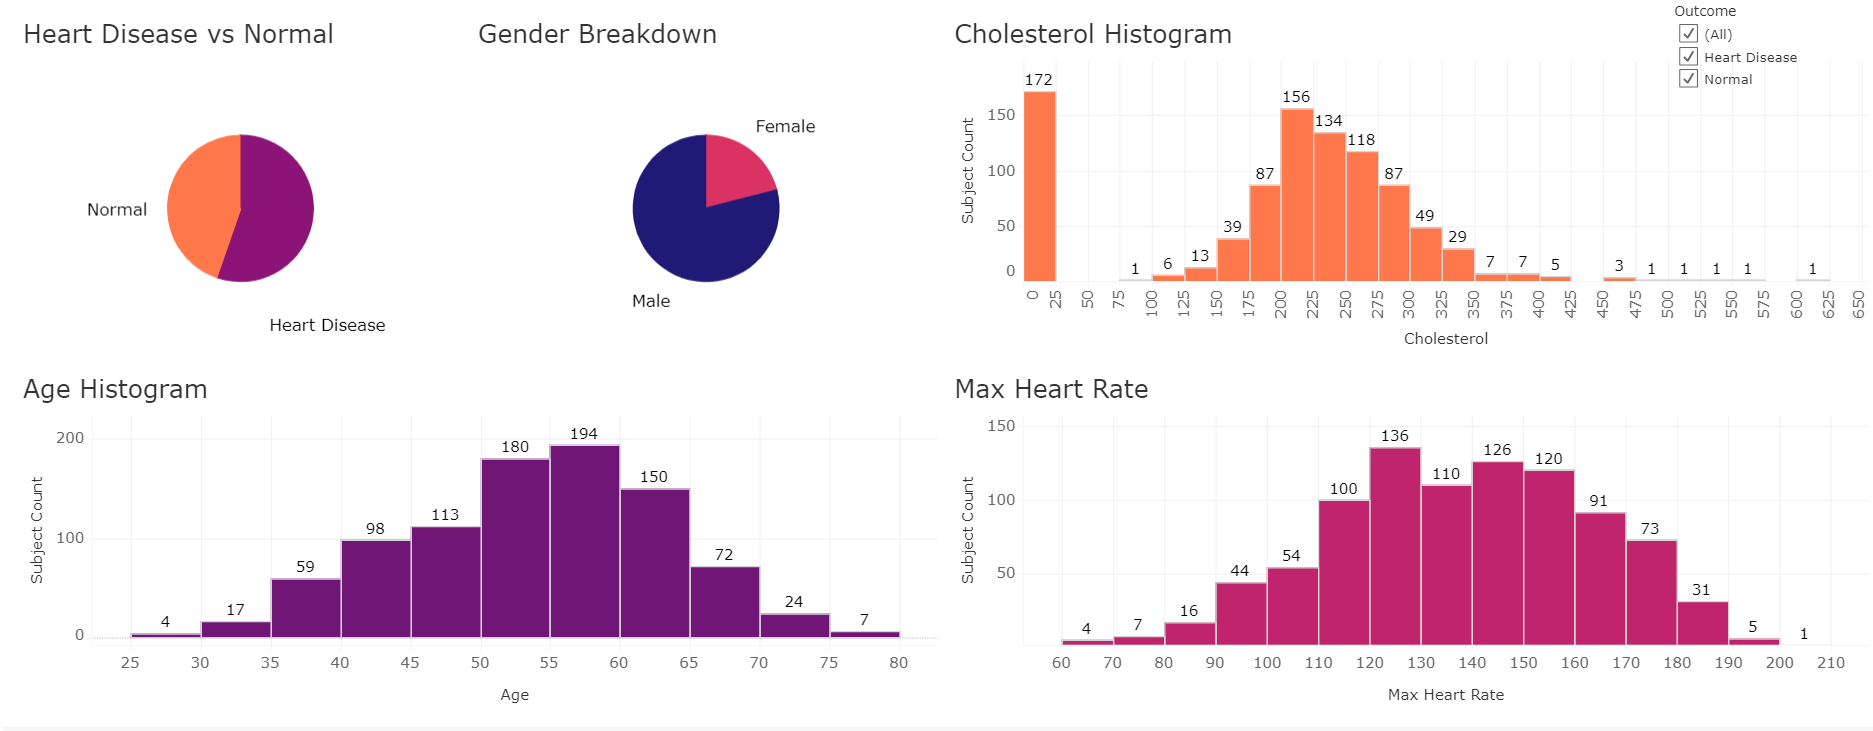 Heart Disease vs Normal
Gender Breakdown
Cholesterol Histogram
Outcome
(All)
Heart Disease
Normal
Normal
Heart Disease
Female
Male
Subject Count
150
100
50
0
172
1
6
13
39
87
156
134
118
87
49
29
7
7
5
3
1
1
1
1
1
0 25 50 75 100 125 150 175 200 225 250 275 300 325 350 375 400 425 450 475 500 525 550 575 600 625 650
Cholesterol
Age Histogram
Subject Count
200
100
0
4
17
59
98
113
180
194
150
72
24
7
25 30 35 40 45 50 55 60 65 70 75 80
Age
Max Heart Rate
Subject Count
150
100
50
4
7
16
44
54
100
136
110
126
120
91
73
31
5
1
60 70 80 90 100 110 120 130 140 150 160 170 180 190 200 210
Max Heart Rate